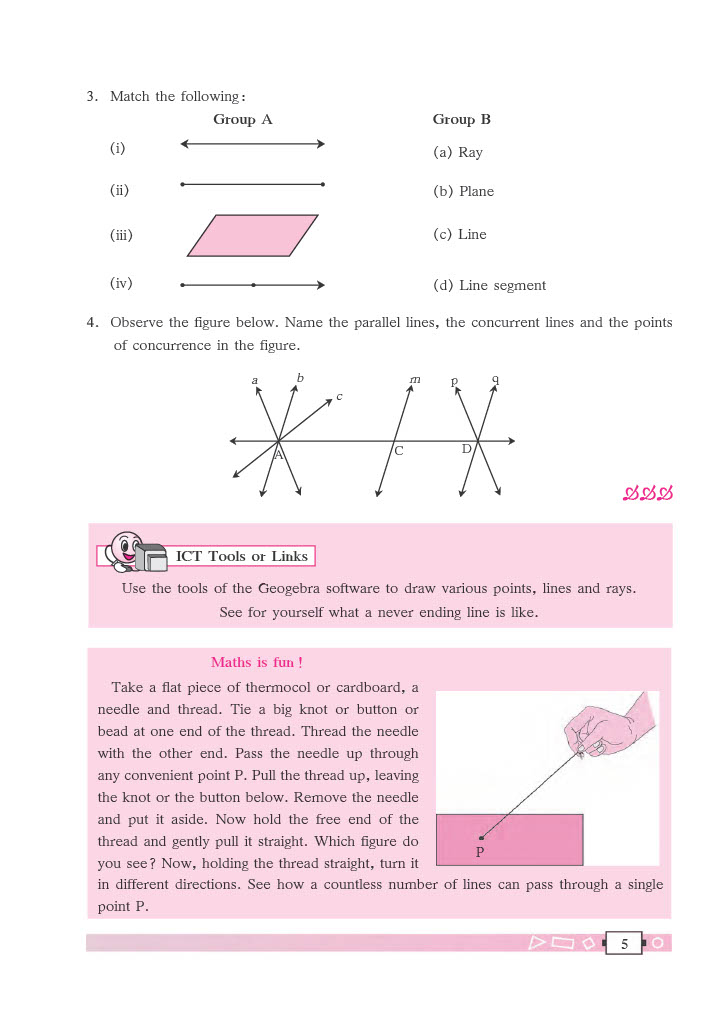 3. Match the following:
Group A Group B
(i) (a) Ray
(ii) (b) Plane
(iii) (c) Line
(iv) (d) Line segment
4. Observe the figure below. Name the parallel lines, the concurrent lines and the points
of concurrence in the figure.
a b c m p q
A C D
ICT Tools or Links
Use the tools of the Geogebra software to draw various points, lines and rays.
See for yourself what a never ending line is like.
Maths is fun!
Take a flat piece of thermocol or cardboard, a
needle and thread. Tie a big knot or button or
bead at one end of the thread. Thread the needle
with the other end. Pass the needle up through
any convenient point P. Pull the thread up, leaving
the knot or the button below. Remove the needle
and put it aside. Now hold the free end of the
thread and gently pull it straight. Which figure do
you see? Now, holding the thread straight, turn it
in different directions. See how a countless number of lines can pass through a single
point P.
P
5